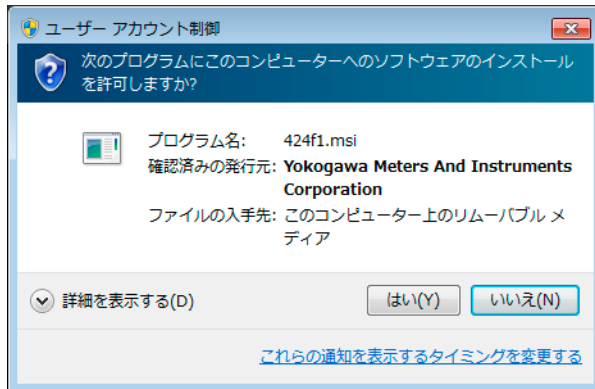 ユーザー アカウント制御
次のプログラムにこのコンピューターへのソフトウェアのインストール
を許可しますか?
プログラム名: 424f1.msi
確認済みの発行元: Yokogawa Meters And Instruments
Corporation
ファイルの入手先: このコンピューター上のリムーバブル メ
ディア
詳細を表示する(D)
はい(Y)
いいえ(N)
これらの通知を表示するタイミングを変更する